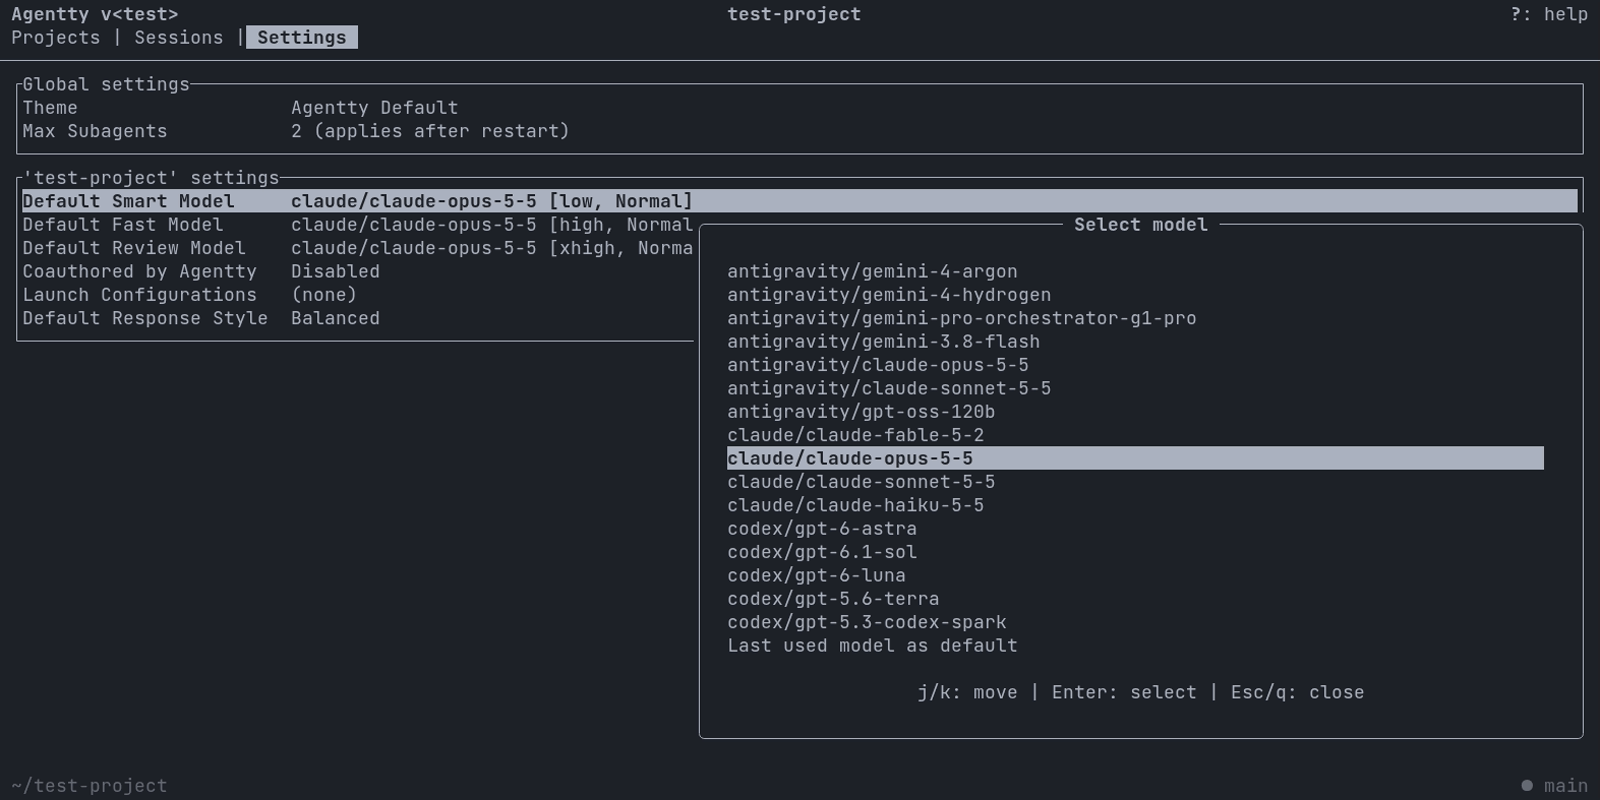 Agentty v<test> test-project ?: help
Projects | Sessions | Settings
Global settings
Theme Agentty Default
Max Subagents 2 (applies after restart)
'test-project' settings
Default Smart Model claude/claude-opus-5-5 [low, Normal]
Default Fast Model claude/claude-opus-5-5 [high, Normal
Default Review Model claude/claude-opus-5-5 [xhigh, Norma
Coauthored by Agentty Disabled
Launch Configurations (none)
Default Response Style Balanced
Select model
antigravity/gemini-4-argon
antigravity/gemini-4-hydrogen
antigravity/gemini-pro-orchestrator-g1-pro
antigravity/gemini-3.8-flash
antigravity/claude-opus-5-5
antigravity/claude-sonnet-5-5
antigravity/gpt-oss-120b
claude/claude-fable-5-2
claude/claude-opus-5-5
claude/claude-sonnet-5-5
claude/claude-haiku-5-5
codex/gpt-6-astra
codex/gpt-6.1-sol
codex/gpt-6-luna
codex/gpt-5.6-terra
codex/gpt-5.3-codex-spark
Last used model as default
j/k: move | Enter: select | Esc/q: close
~/test-project ● main